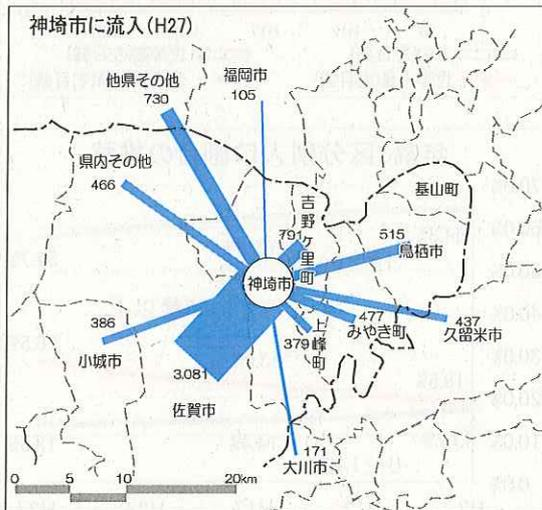 神埼市に流入(H27)
他県その他
730
福岡市
105
県内その他
466
基山町
吉野ヶ里町
791
515
鳥栖市
神埼市
386
小城市
3,081
佐賀市
上峰町
379
477
みやき町
437
久留米市
171
大川市
0 5 10 20km